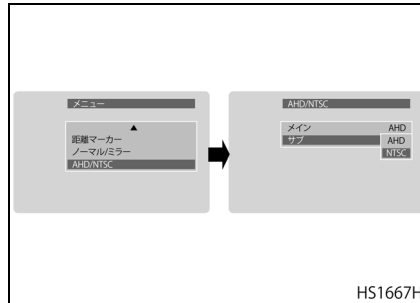 メニュー
▲
距離マーカー
ノーマル/ミラー
AHD/NTSC
AHD/NTSC
メイン AHD
サブ AHD
NTSC
HS1667H